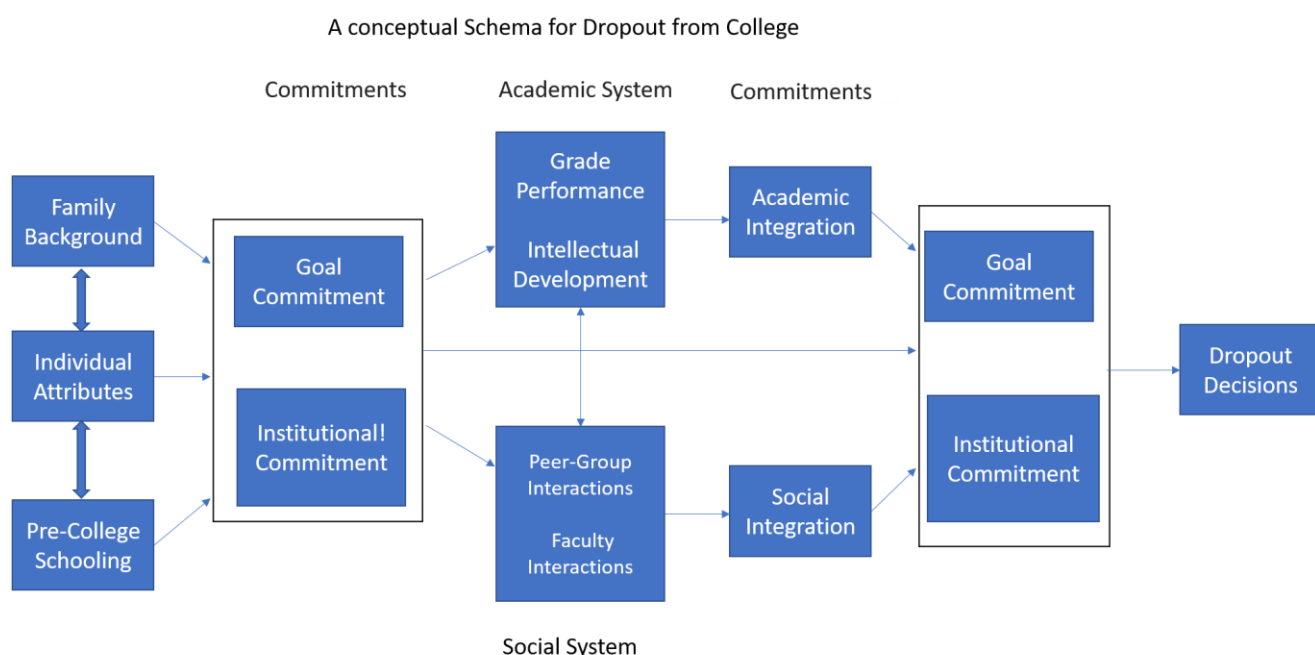 A conceptual Schema for Dropout from College
Commitments
Academic System
Commitments
Family
Background
Individual
Attributes
Pre-College
Schooling
Goal
Commitment
Institutional!
Commitment
Grade
Performance
Intellectual
Development
Peer-Group
Interactions
Faculty
Interactions
Social System
Academic
Integration
Social
Integration
Goal
Commitment
Institutional
Commitment
Dropout
Decisions